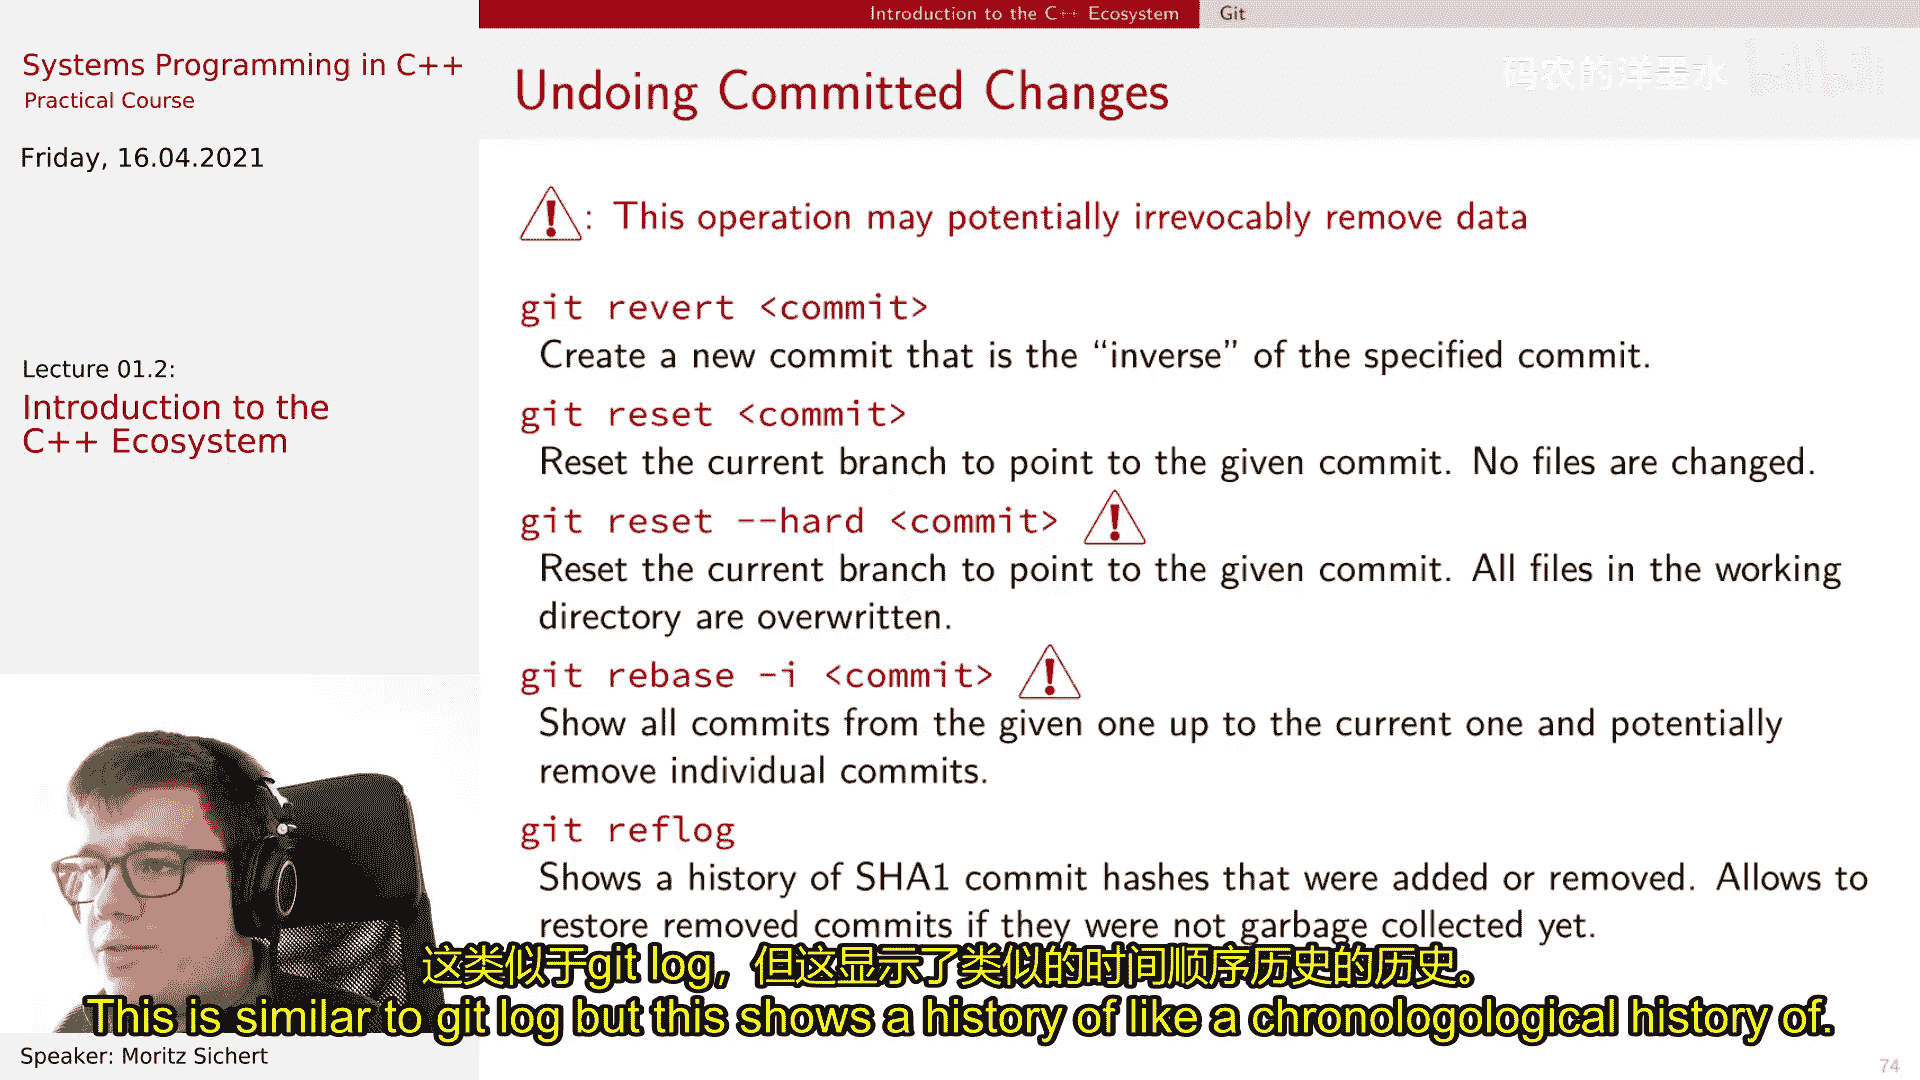 Introduction to the C++ Ecosystem Git
Systems Programming in C++
Practical Course
Friday, 16.04.2021
Lecture 01.2:
Introduction to the
C++ Ecosystem
Undoing Committed Changes
码农的洋墨水 bilibili
: This operation may potentially irrevocably remove data
git revert <commit>
Create a new commit that is the “inverse” of the specified commit.
git reset <commit>
Reset the current branch to point to the given commit. No files are changed.
git reset --hard <commit>
Reset the current branch to point to the given commit. All files in the working
directory are overwritten.
git rebase -i <commit>
Show all commits from the given one up to the current one and potentially
remove individual commits.
git reflog
Shows a history of SHA1 commit hashes that were added or removed. Allows to
restore removed commits if they were not garbage collected yet.
这类似于git log，但这显示了类似的时间顺序历史的历史。
This is similar to git log but this shows a history of like a chronologological history of.
Speaker: Moritz Sichert
74